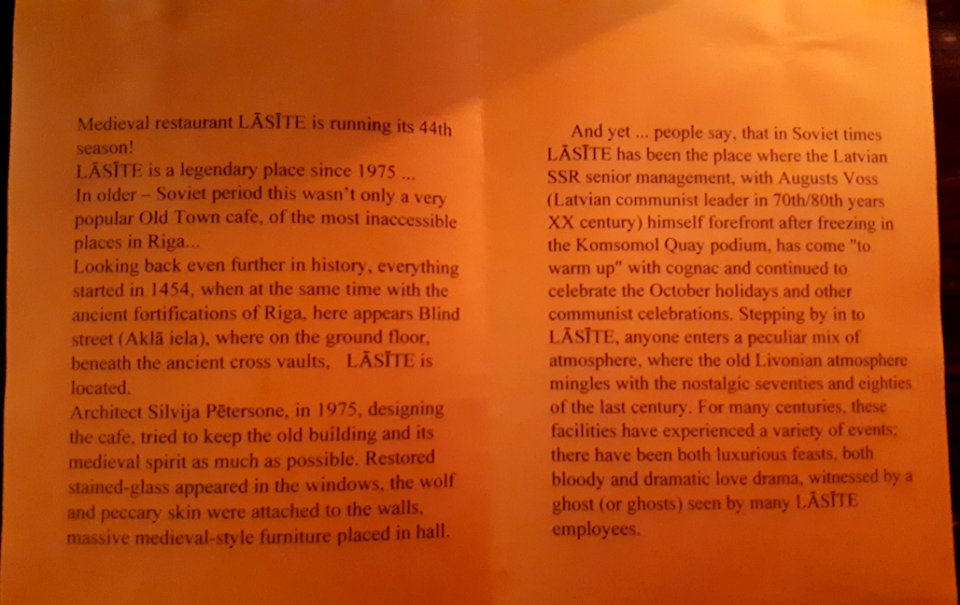 Medieval restaurant LĀSĪTE is running its 44th
season!
LĀSĪTE is a legendary place since 1975 ...
In older – Soviet period this wasn't only a very
popular Old Town cafe, of the most inaccessible
places in Riga...
Looking back even further in history, everything
started in 1454, when at the same time with the
ancient fortifications of Riga, here appears Blind
street (Aklā iela), where on the ground floor,
beneath the ancient cross vaults, LĀSĪTE is
located.
Architect Silvija Pētersone, in 1975, designing
the cafe, tried to keep the old building and its
medieval spirit as much as possible. Restored
stained-glass appeared in the windows, the wolf
and peccary skin were attached to the walls,
massive medieval-style furniture placed in hall.
And yet ... people say, that in Soviet times
LĀSĪTE has been the place where the Latvian
SSR senior management, with Augusts Voss
(Latvian communist leader in 70th/80th years
XX century) himself forefront after freezing in
the Komsomol Quay podium, has come "to
warm up" with cognac and continued to
celebrate the October holidays and other
communist celebrations. Stepping by in to
LĀSĪTE, anyone enters a peculiar mix of
atmosphere, where the old Livonian atmosphere
mingles with the nostalgic seventies and eighties
of the last century. For many centuries, these
facilities have experienced a variety of events;
there have been both luxurious feasts, both
bloody and dramatic love drama, witnessed by a
ghost (or ghosts) seen by many LĀSĪTE
employees.